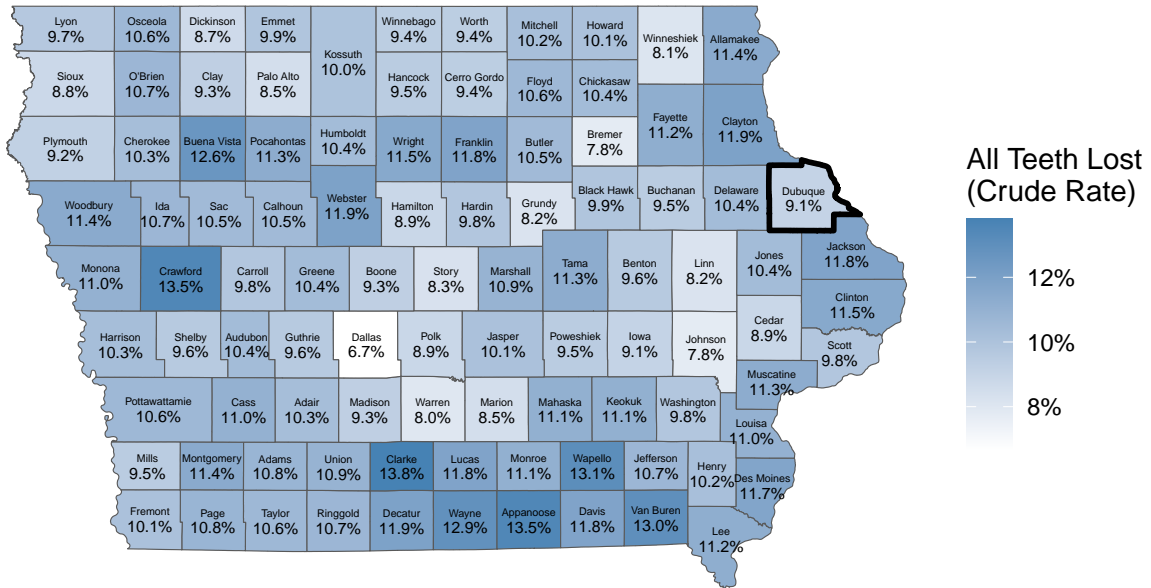 Lyon
9.7%
Osceola
10.6%
Dickinson
8.7%
Emmet
9.9%
Kossuth
10.0%
Winnebago
9.4%
Worth
9.4%
Mitchell
10.2%
Howard
10.1%
Winneshiek
8.1%
Allamakee
11.4%
Sioux
8.8%
O'Brien
10.7%
Clay
9.3%
Palo Alto
8.5%
Hancock
9.5%
Cerro Gordo
9.4%
Floyd
10.6%
Chickasaw
10.4%
Fayette
11.2%
Clayton
11.9%
Plymouth
9.2%
Cherokee
10.3%
Buena Vista
12.6%
Pocahontas
11.3%
Humboldt
10.4%
Wright
11.5%
Franklin
11.8%
Butler
10.5%
Bremer
7.8%
Woodbury
11.4%
Ida
10.7%
Sac
10.5%
Calhoun
10.5%
Webster
11.9%
Hamilton
8.9%
Hardin
9.8%
Grundy
8.2%
Black Hawk
9.9%
Buchanan
9.5%
Delaware
10.4%
Dubuque
9.1%
Monona
11.0%
Crawford
13.5%
Carroll
9.8%
Greene
10.4%
Boone
9.3%
Story
8.3%
Marshall
10.9%
Tama
11.3%
Benton
9.6%
Linn
8.2%
Jones
10.4%
Jackson
11.8%
Clinton
11.5%
Harrison
10.3%
Shelby
9.6%
Audubon
10.4%
Guthrie
9.6%
Dallas
6.7%
Polk
8.9%
Jasper
10.1%
Poweshiek
9.5%
Iowa
9.1%
Johnson
7.8%
Cedar
8.9%
Scott
9.8%
Muscatine
11.3%
Pottawattamie
10.6%
Cass
11.0%
Adair
10.3%
Madison
9.3%
Warren
8.0%
Marion
8.5%
Mahaska
11.1%
Keokuk
11.1%
Washington
9.8%
Louisa
11.0%
Mills
9.5%
Montgomery
11.4%
Adams
10.8%
Union
10.9%
Clarke
13.8%
Lucas
11.8%
Monroe
11.1%
Wapello
13.1%
Jefferson
10.7%
Henry
10.2%
Des Moines
11.7%
Fremont
10.1%
Page
10.8%
Taylor
10.6%
Ringgold
10.7%
Decatur
11.9%
Wayne
12.9%
Appanoose
13.5%
Davis
11.8%
Van Buren
13.0%
Lee
11.2%
All Teeth Lost
(Crude Rate)
12%
10%
8%